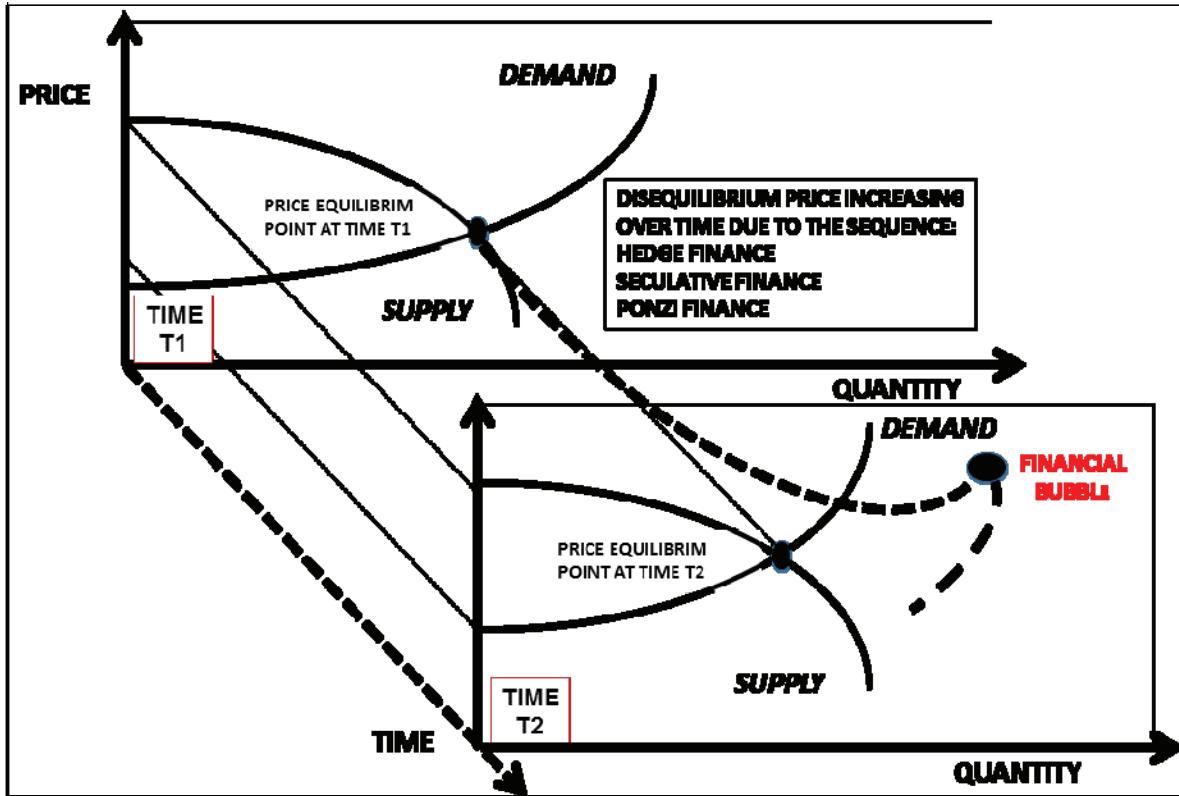 PRICE
DEMAND
DISEQUILIBRIUM PRICE INCREASING
OVER TIME DUE TO THE SEQUENCE:
HEDGE FINANCE
SECULATIVE FINANCE
PONZI FINANCE
PRICE EQUILIBRIM
POINT AT TIME T1
SUPPLY
TIME
T1
QUANTITY
DEMAND
FINANCIAL
BUBBLE
PRICE EQUILIBRIM
POINT AT TIME T2
SUPPLY
TIME
T2
TIME
QUANTITY